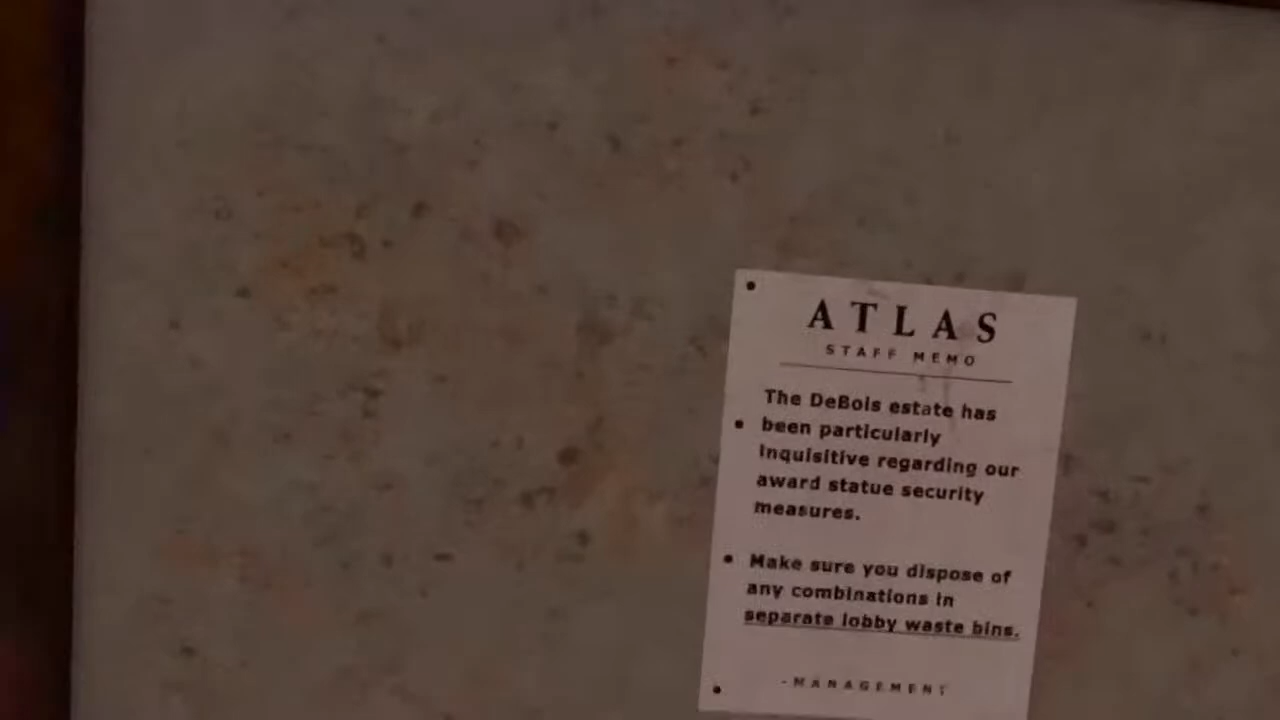 ATLAS
STAFF MEMO
The DeBois estate has
• been particularly
inquisitive regarding our
award statue security
measures.
• Make sure you dispose of
any combinations in
separate lobby waste bins.
-MANAGEMENT